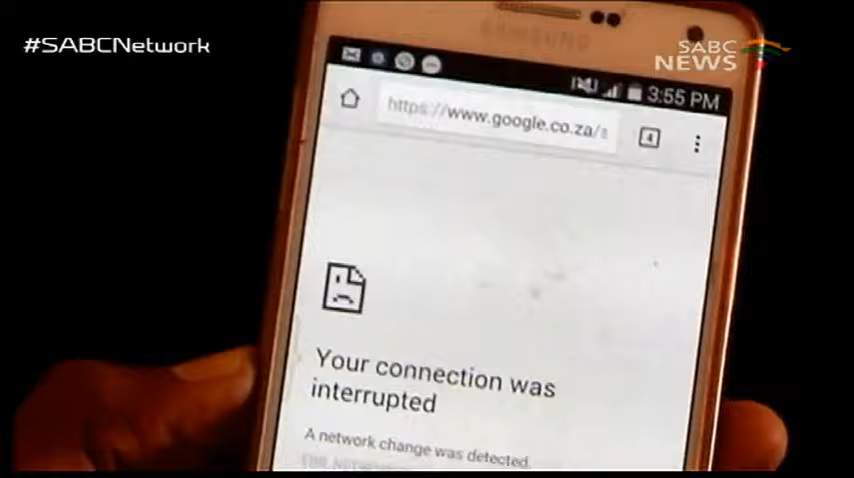 #SABCNetwork
SABC
NEWS
SAMSUNG
3:55 PM
https://www.google.co.za/s
4
Your connection was
interrupted
A network change was detected.